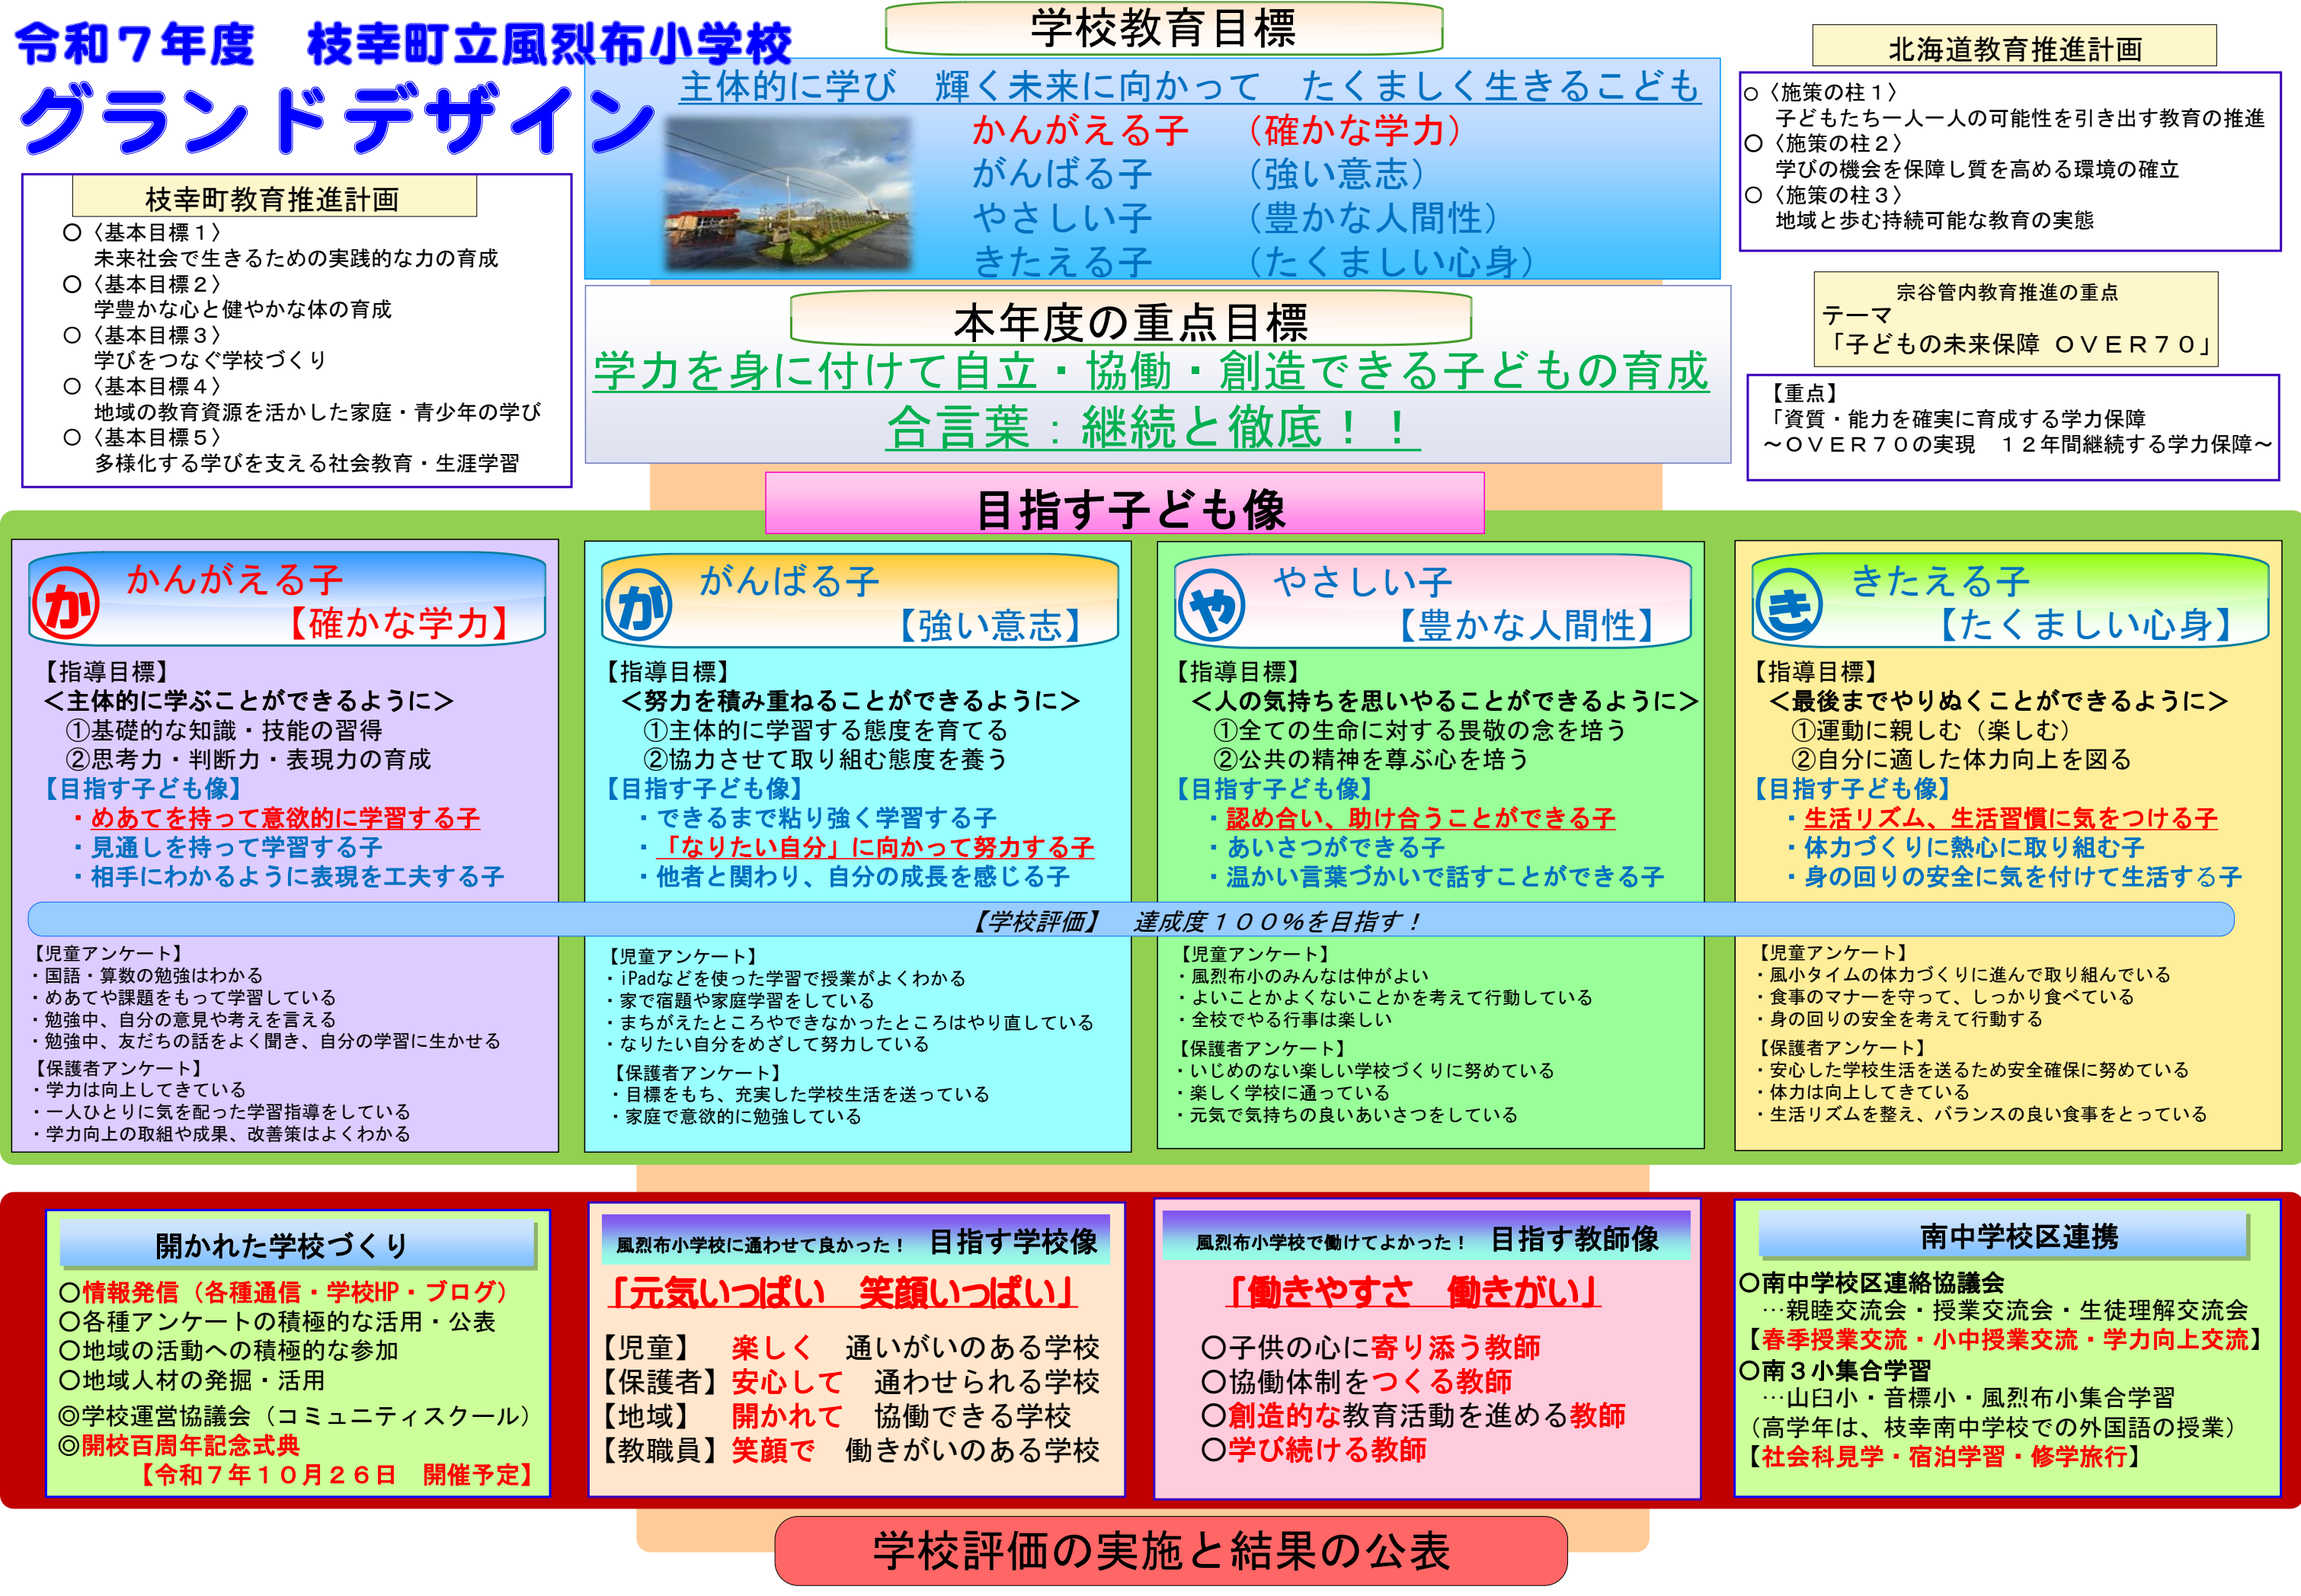 令和７年度　枝幸町立風烈布小学校
グランドデザイン
枝幸町教育推進計画
○〈基本目標１〉
未来社会で生きるための実践的な力の育成
○〈基本目標２〉
学豊かな心と健やかな体の育成
○〈基本目標３〉
学びをつなぐ学校づくり
○〈基本目標４〉
地域の教育資源を活かした家庭・青少年の学び
○〈基本目標５〉
多様化する学びを支える社会教育・生涯学習
学校教育目標
主体的に学び　輝く未来に向かって　たくましく生きるこども
かんがえる子　（確かな学力）
がんばる子　（強い意志）
やさしい子　（豊かな人間性）
きたえる子　（たくましい心身）
本年度の重点目標
学力を身に付けて自立・協働・創造できる子どもの育成
合言葉：継続と徹底！！
北海道教育推進計画
○〈施策の柱１〉
子どもたち一人一人の可能性を引き出す教育の推進
○〈施策の柱２〉
学びの機会を保障し質を高める環境の確立
○〈施策の柱３〉
地域と歩む持続可能な教育の実態
宗谷管内教育推進の重点
テーマ
「子どもの未来保障 ＯＶＥＲ７０」
【重点】
「資質・能力を確実に育成する学力保障
～ＯＶＥＲ７０の実現　１２年間継続する学力保障～
目指す子ども像
か
かんがえる子
【確かな学力】
【指導目標】
＜主体的に学ぶことができるように＞
①基礎的な知識・技能の習得
②思考力・判断力・表現力の育成
【目指す子ども像】
・めあてを持って意欲的に学習する子
・見通しを持って学習する子
・相手にわかるように表現を工夫する子
が
がんばる子
【強い意志】
【指導目標】
＜努力を積み重ねることができるように＞
①主体的に学習する態度を育てる
②協力させて取り組む態度を養う
【目指す子ども像】
・できるまで粘り強く学習する子
・「なりたい自分」に向かって努力する子
・他者と関わり、自分の成長を感じる子
や
やさしい子
【豊かな人間性】
【指導目標】
＜人の気持ちを思いやることができるように＞
①全ての生命に対する畏敬の念を培う
②公共の精神を尊ぶ心を培う
【目指す子ども像】
・認め合い、助け合うことができる子
・あいさつができる子
・温かい言葉づかいで話すことができる子
き
きたえる子
【たくましい心身】
【指導目標】
＜最後までやりぬくことができるように＞
①運動に親しむ（楽しむ）
②自分に適した体力向上を図る
【目指す子ども像】
・生活リズム、生活習慣に気をつける子
・体力づくりに熱心に取り組む子
・身の回りの安全に気を付けて生活する子
【学校評価】　達成度１００％を目指す！
【児童アンケート】
・国語・算数の勉強はわかる
・めあてや課題をもって学習している
・勉強中、自分の意見や考えを言える
・勉強中、友だちの話をよく聞き、自分の学習に生かせる
【保護者アンケート】
・学力は向上してきている
・一人ひとりに気を配った学習指導をしている
・学力向上の取組や成果、改善策はよくわかる
【児童アンケート】
・iPadなどを使った学習で授業がよくわかる
・家で宿題や家庭学習をしている
・まちがえたところやできなかったところはやり直している
・なりたい自分をめざして努力している
【保護者アンケート】
・目標をもち、充実した学校生活を送っている
・家庭で意欲的に勉強している
【児童アンケート】
・風烈布小のみんなは仲がよい
・よいことかよくないことかを考えて行動している
・全校でやる行事は楽しい
【保護者アンケート】
・いじめのない楽しい学校づくりに努めている
・楽しく学校に通っている
・元気で気持ちの良いあいさつをしている
【児童アンケート】
・風小タイムの体力づくりに進んで取り組んでいる
・食事のマナーを守って、しっかり食べている
・身の回りの安全を考えて行動する
【保護者アンケート】
・安心した学校生活を送るため安全確保に努めている
・体力は向上してきている
・生活リズムを整え、バランスの良い食事をとっている
開かれた学校づくり
○情報発信（各種通信・学校HP・ブログ）
○各種アンケートの積極的な活用・公表
○地域の活動への積極的な参加
○地域人材の発掘・活用
◎学校運営協議会（コミュニティスクール）
◎開校百周年記念式典
【令和７年１０月２６日　開催予定】
風烈布小学校に通わせて良かった！　目指す学校像
「元気いっぱい　笑顔いっぱい」
【児童】　楽しく　通いがいのある学校
【保護者】安心して　通わせられる学校
【地域】　開かれて　協働できる学校
【教職員】笑顔で　働きがいのある学校
風烈布小学校で働けてよかった！　目指す教師像
「働きやすさ　働きがい」
○子供の心に寄り添う教師
○協働体制をつくる教師
○創造的な教育活動を進める教師
○学び続ける教師
南中学校区連携
○南中学校区連絡協議会
…親睦交流会・授業交流会・生徒理解交流会
【春季授業交流・小中授業交流・学力向上交流】
○南３小集合学習
…山臼小・音標小・風烈布小集合学習
（高学年は、枝幸南中学校での外国語の授業）
【社会科見学・宿泊学習・修学旅行】
学校評価の実施と結果の公表